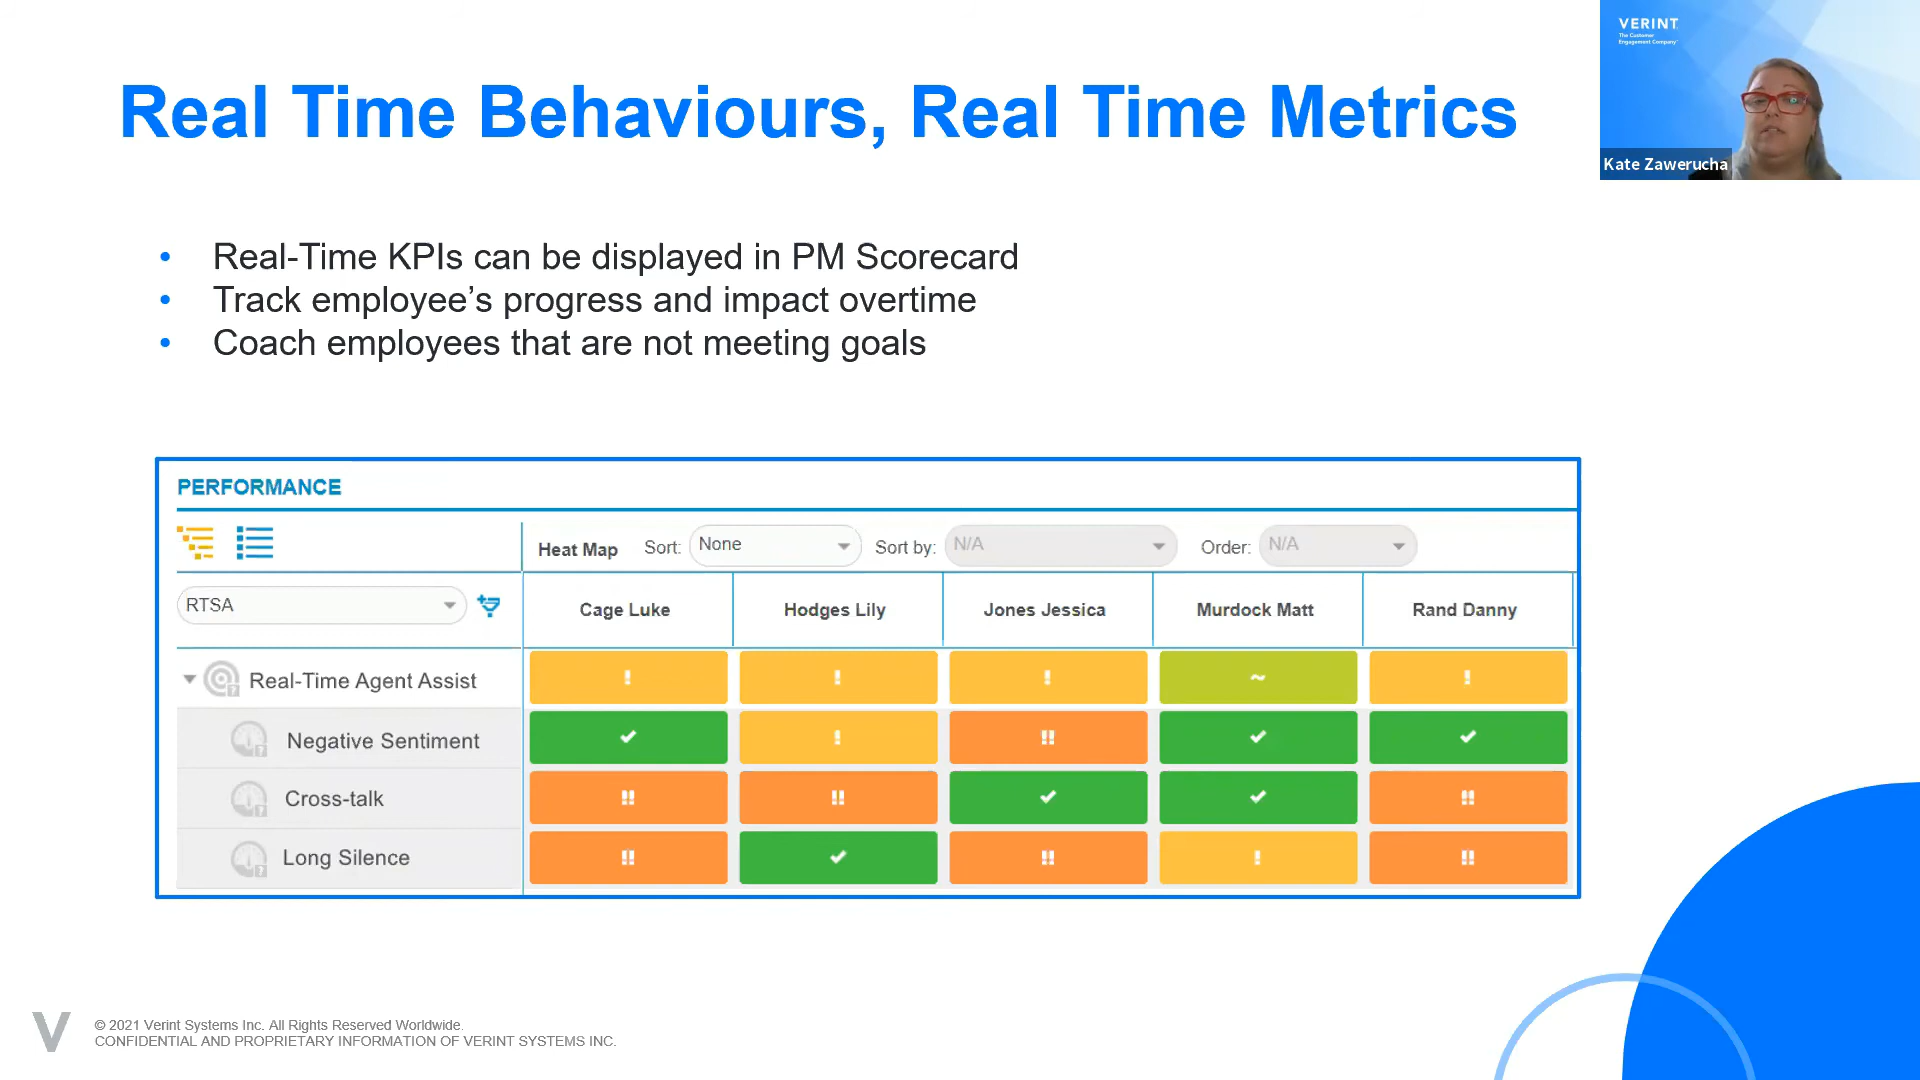 VERINT
The Customer
Engagement Company™
Kate Zawerucha
Real Time Behaviours, Real Time Metrics
• Real-Time KPIs can be displayed in PM Scorecard
• Track employee’s progress and impact overtime
• Coach employees that are not meeting goals
PERFORMANCE
Heat Map Sort: None Sort by: N/A Order: N/A
RTSA Cage Luke Hodges Lily Jones Jessica Murdock Matt Rand Danny
Real-Time Agent Assist ! ! ! ~ !
Negative Sentiment ✓ ! !! ✓ ✓
Cross-talk !! !! ✓ ✓ !!
Long Silence !! ✓ !! ! !!
© 2021 Verint Systems Inc. All Rights Reserved Worldwide.
CONFIDENTIAL AND PROPRIETARY INFORMATION OF VERINT SYSTEMS INC.